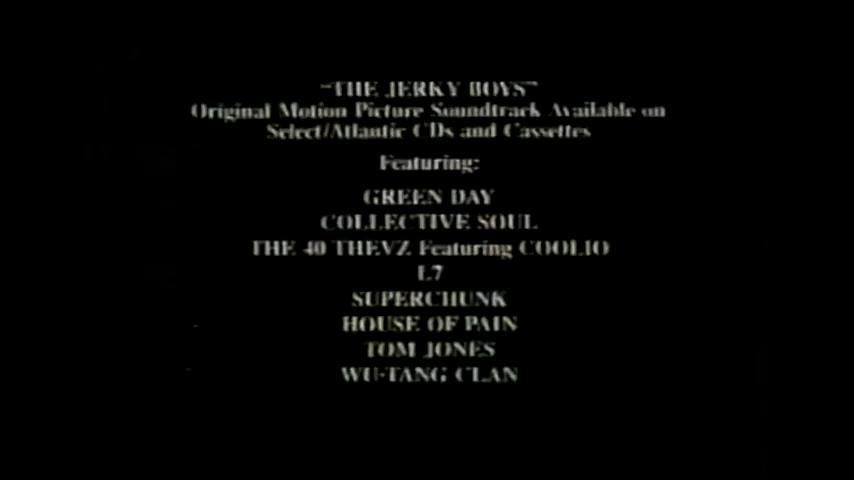 "THE JERKY BOYS"
Original Motion Picture Soundtrack Available on
Select/Atlantic CDs and Cassettes
Featuring:
GREEN DAY
COLLECTIVE SOUL
THE 40 THEVZ Featuring COOLIO
L7
SUPERCHUNK
HOUSE OF PAIN
TOM JONES
WU-TANG CLAN